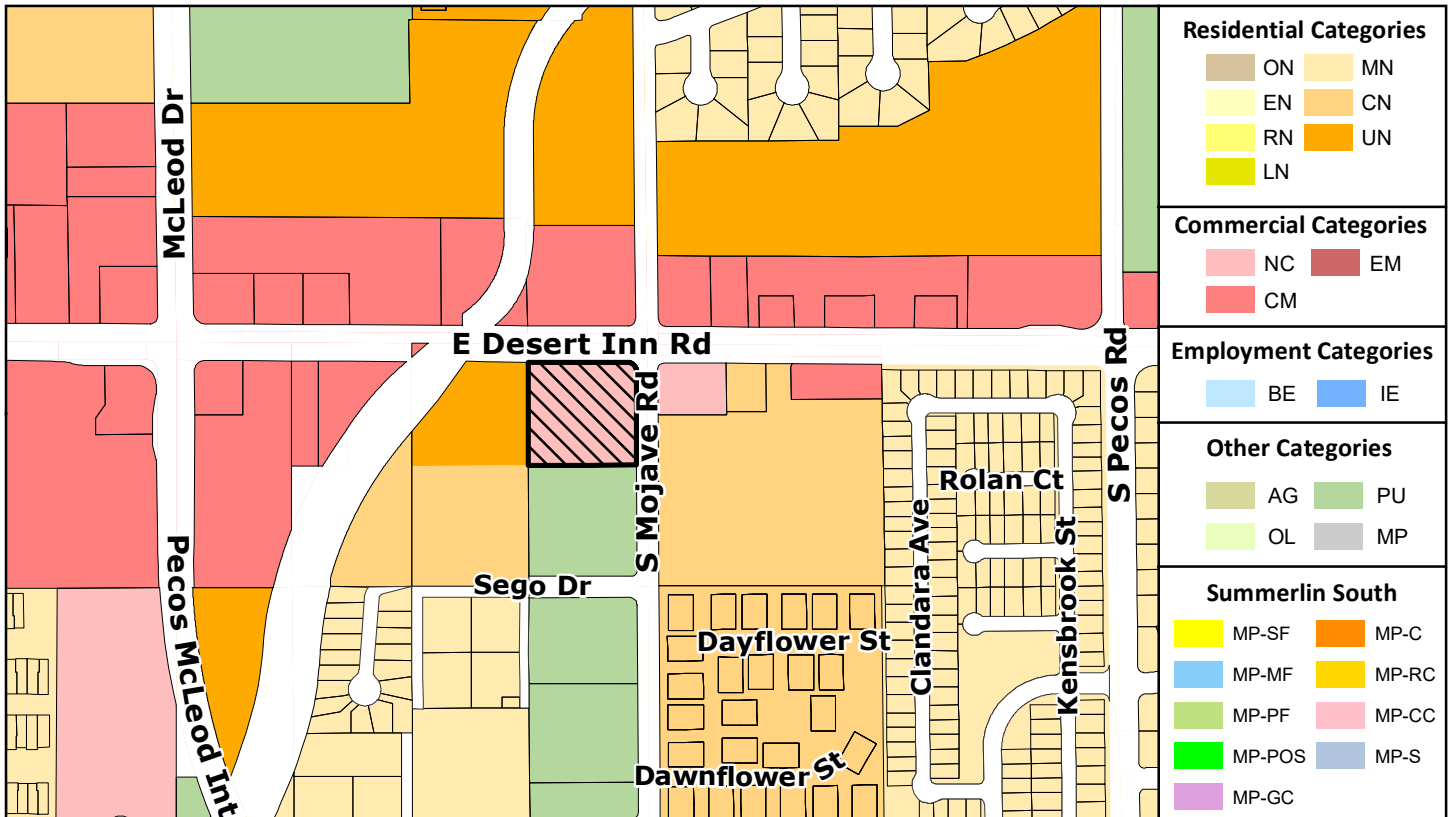 McLeod Dr
E Desert Inn Rd
S Mojave Rd
S Pecos Rd
Rolan Ct
Clandara Ave
Kensbrook St
Sego Dr
Dayflower St
Dawnflower St
Pecos McLeod Int
Residential Categories
ON MN
EN CN
RN UN
LN
Commercial Categories
NC EM
CM
Employment Categories
BE IE
Other Categories
AG PU
OL MP
Summerlin South
MP-SF MP-C
MP-MF MP-RC
MP-PF MP-CC
MP-POS MP-S
MP-GC